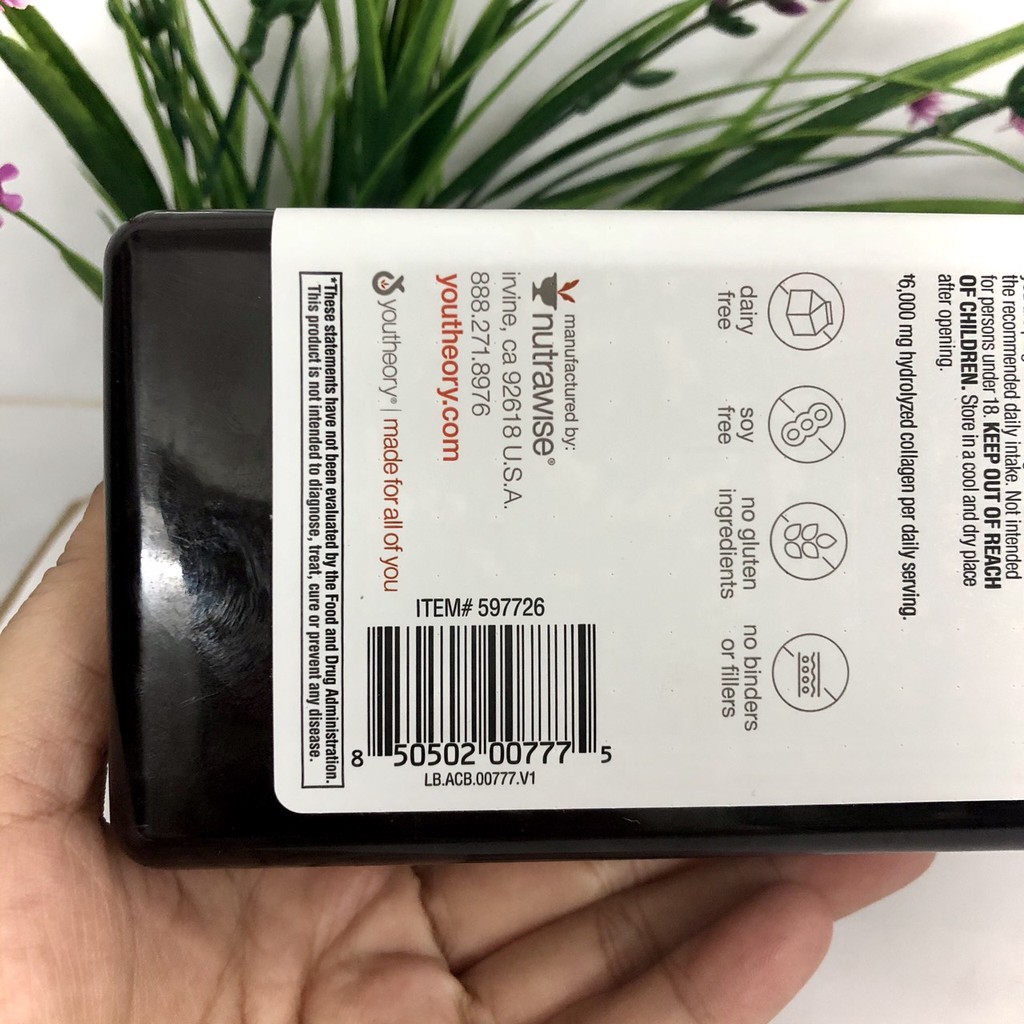 the recommended daily intake. Not intended
for persons under 18. KEEP OUT OF REACH
OF CHILDREN. Store in a cool and dry place
after opening.
†6,000 mg hydrolyzed collagen per daily serving.
dairy
free
soy
free
no gluten
ingredients
no binders
or fillers
manufactured by:
nutrawise®
irvine, ca 92618 U.S.A.
888.271.8976
youtheory.com
youtheory® | made for all of you
*These statements have not been evaluated by the Food and Drug Administration.
This product is not intended to diagnose, treat, cure or prevent any disease.
ITEM# 597726
8 50502 00777 5
LB.ACB.00777.V1